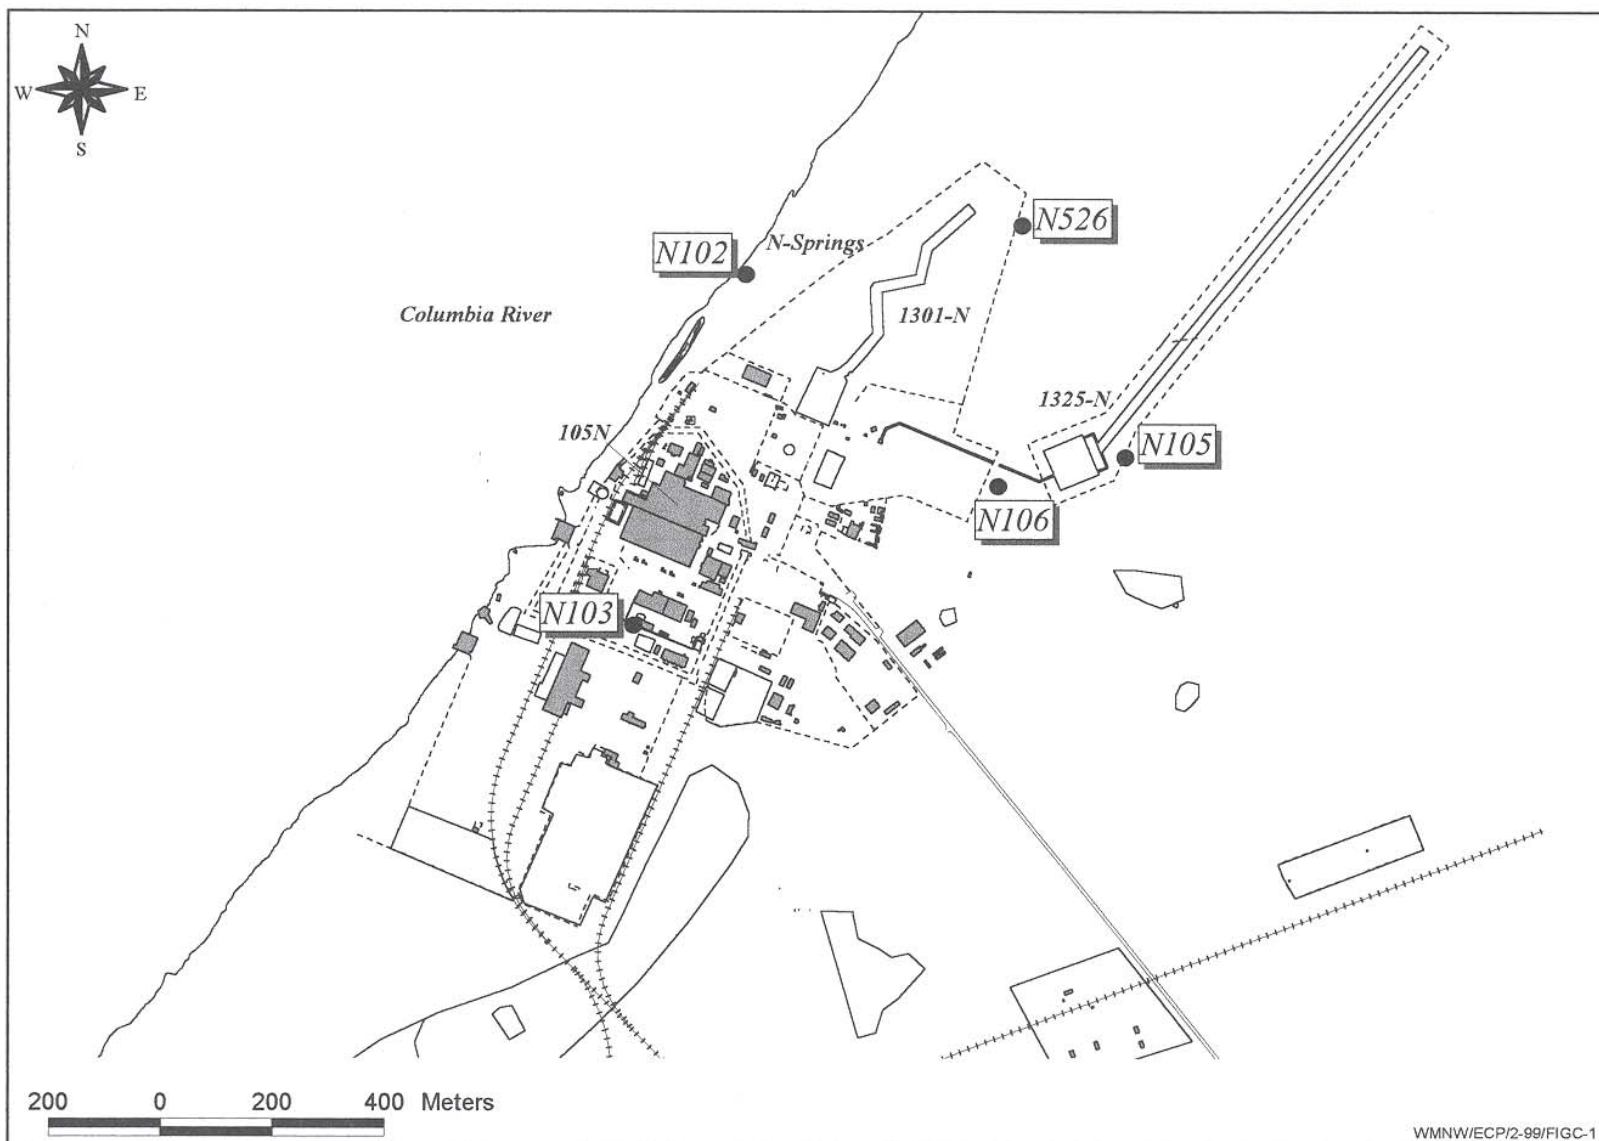 N
W E
S
N526
N-Springs
N102
Columbia River
1301-N
1325-N
105N
N105
N106
N103
200 0 200 400 Meters
WMNW/ECP/2-99/FIGC-1